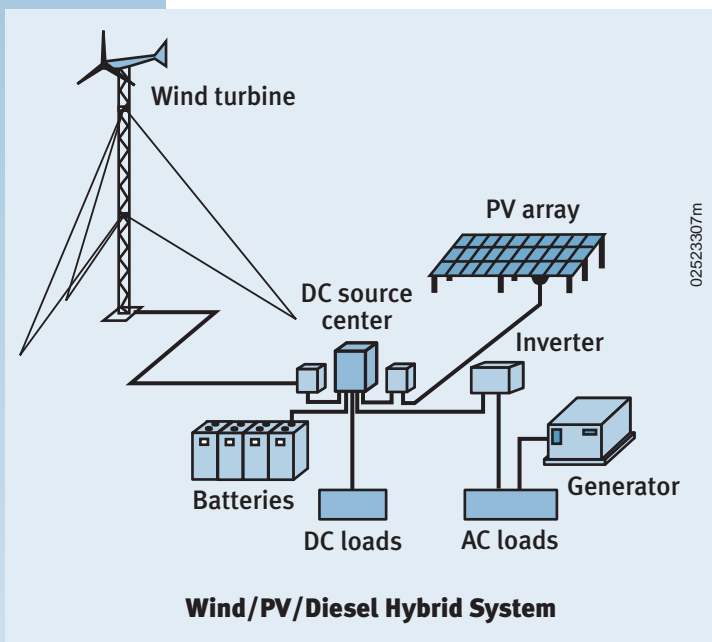 Wind turbine
PV array
02523307m
DC source
center
Inverter
Batteries
Generator
DC loads
AC loads
Wind/PV/Diesel Hybrid System